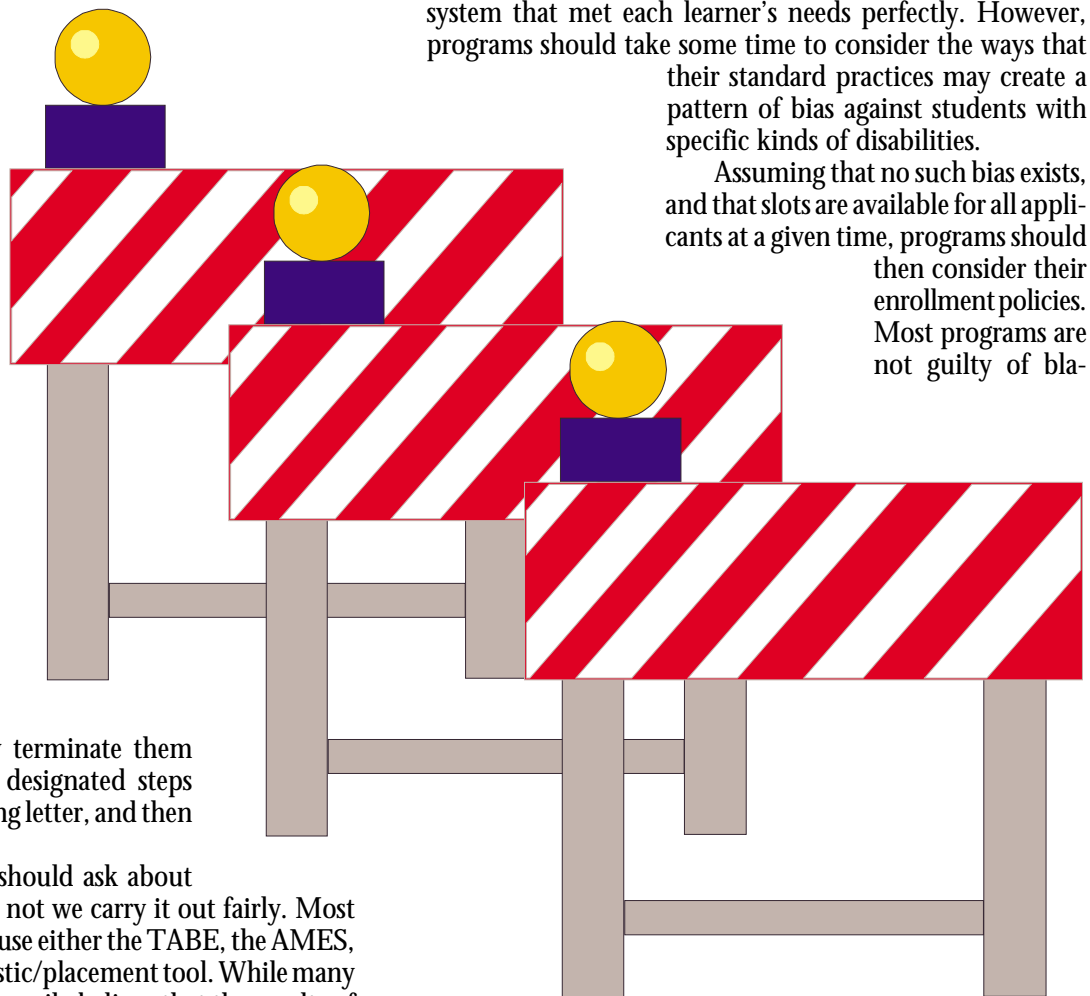 system that met each learner's needs perfectly. However,
programs should take some time to consider the ways that
their standard practices may create a
pattern of bias against students with
specific kinds of disabilities.
Assuming that no such bias exists,
and that slots are available for all appli-
cants at a given time, programs should
then consider their
enrollment policies.
Most programs are
not guilty of bla-
terminate them
designated steps
letter, and then
should ask about
not we carry it out fairly. Most
use either the TABE, the AMES,
tool. While many